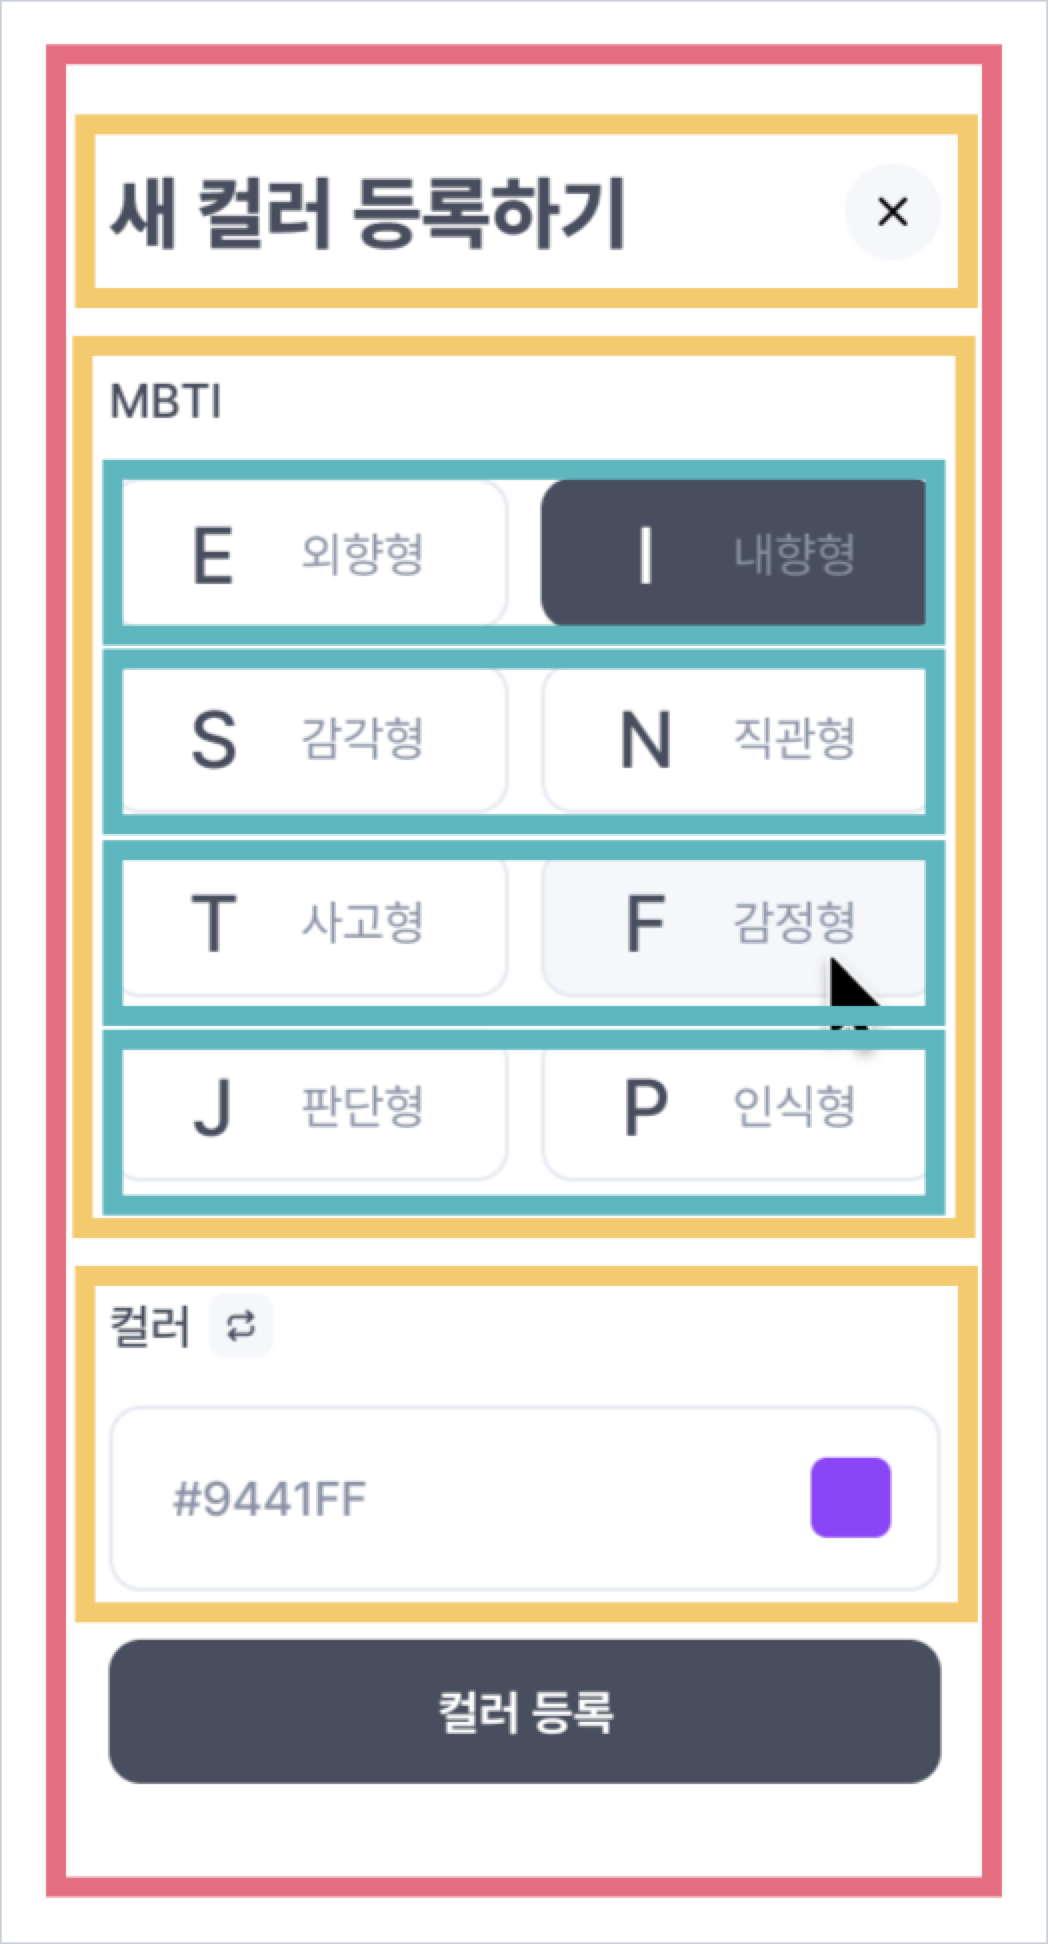 새 컬러 등록하기
MBTI
E 외향형 I 내향형
S 감각형 N 직관형
T 사고형 F 감정형
J 판단형 P 인식형
컬러
#9441FF
컬러 등록